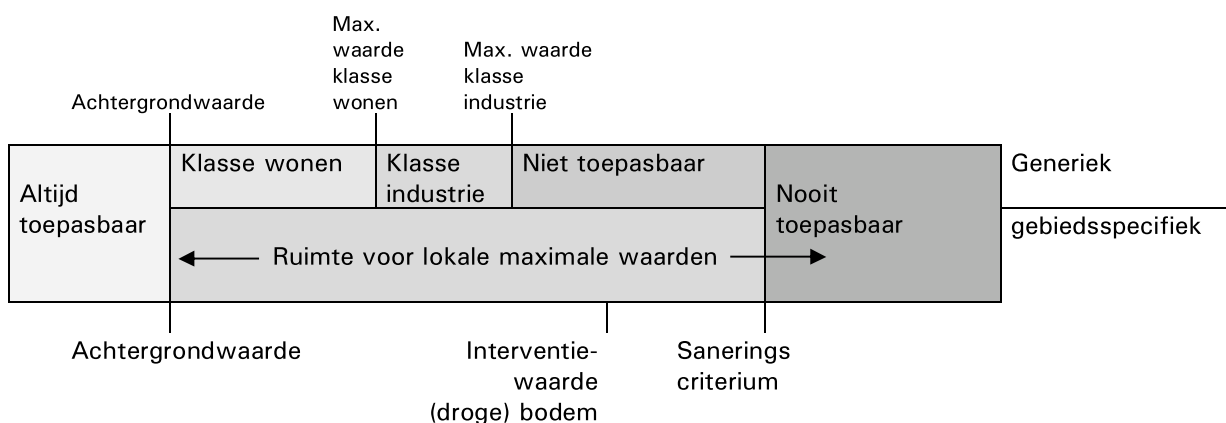 Max.
waarde
klasse
wonen
Max. waarde
klasse
industrie
Achtergrondwaarde
Altijd
toepasbaar
Klasse wonen
Klasse
industrie
Niet toepasbaar
Nooit
toepasbaar
Generiek
gebiedsspecifiek
Ruimte voor lokale maximale waarden
Achtergrondwaarde
Interventie-
waarde
(droge) bodem
Sanerings
criterium